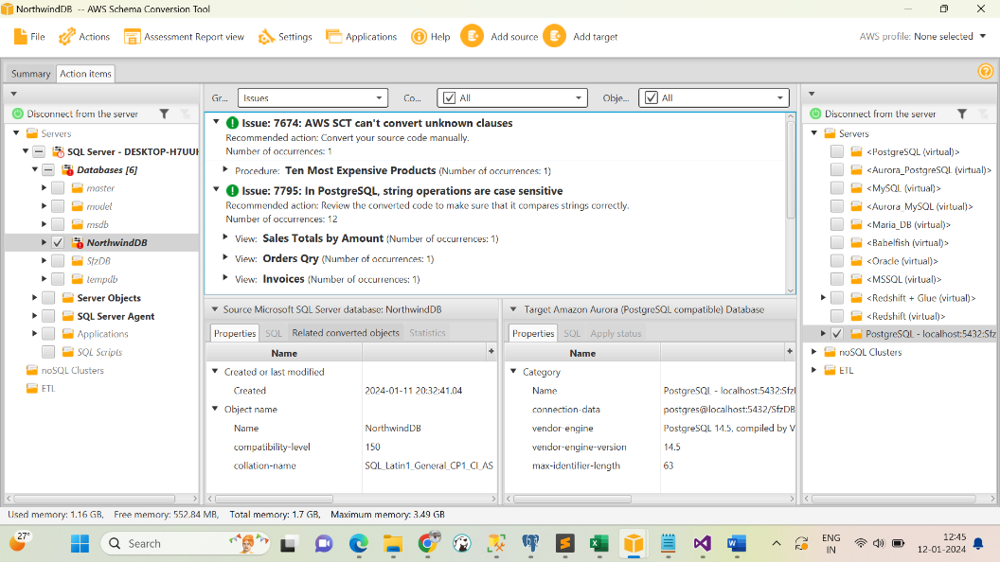 NorthwindDB -- AWS Schema Conversion Tool
File Actions Assessment Report view Settings Applications Help Add source Add target AWS profile: None selected
Summary Action items
Disconnect from the server
Servers
SQL Server - DESKTOP-H7UUH
Databases [6]
master
model
msdb
NorthwindDB
SfzDB
tempdb
Server Objects
SQL Server Agent
Applications
SQL Scripts
noSQL Clusters
ETL
Gr... Issues Co... All Obje... All
Issue: 7674: AWS SCT can't convert unknown clauses
Recommended action: Convert your source code manually.
Number of occurrences: 1
Procedure: Ten Most Expensive Products (Number of occurrences: 1)
Issue: 7795: In PostgreSQL, string operations are case sensitive
Recommended action: Review the converted code to make sure that it compares strings correctly.
Number of occurrences: 12
View: Sales Totals by Amount (Number of occurrences: 1)
View: Orders Qry (Number of occurrences: 1)
View: Invoices (Number of occurrences: 1)
Source Microsoft SQL Server database: NorthwindDB
Properties SQL Related converted objects Statistics
Name
Created or last modified
Created 2024-01-11 20:32:41.04
Object name
Name NorthwindDB
compatibility-level 150
collation-name SQL_Latin1_General_CP1_CI_AS
Target Amazon Aurora (PostgreSQL compatible) Database
Properties SQL Apply status
Name
Category
Name PostgreSQL - localhost:5432:Sfzl
connection-data postgres@localhost:5432/SfzDB
vendor-engine PostgreSQL 14.5, compiled by V
vendor-engine-version 14.5
max-identifier-length 63
Disconnect from the server
Servers
<PostgreSQL (virtual)>
<Aurora_PostgreSQL (virtual)>
<MySQL (virtual)>
<Aurora_MySQL (virtual)>
<Maria_DB (virtual)>
<Babelfish (virtual)>
<Oracle (virtual)>
<MSSQL (virtual)>
<Redshift + Glue (virtual)>
<Redshift (virtual)>
PostgreSQL - localhost:5432:Sfz
noSQL Clusters
ETL
Used memory: 1.16 GB, Free memory: 552.84 MB, Total memory: 1.7 GB, Maximum memory: 3.49 GB
27°
Search
ENG
IN
12:45
12-01-2024